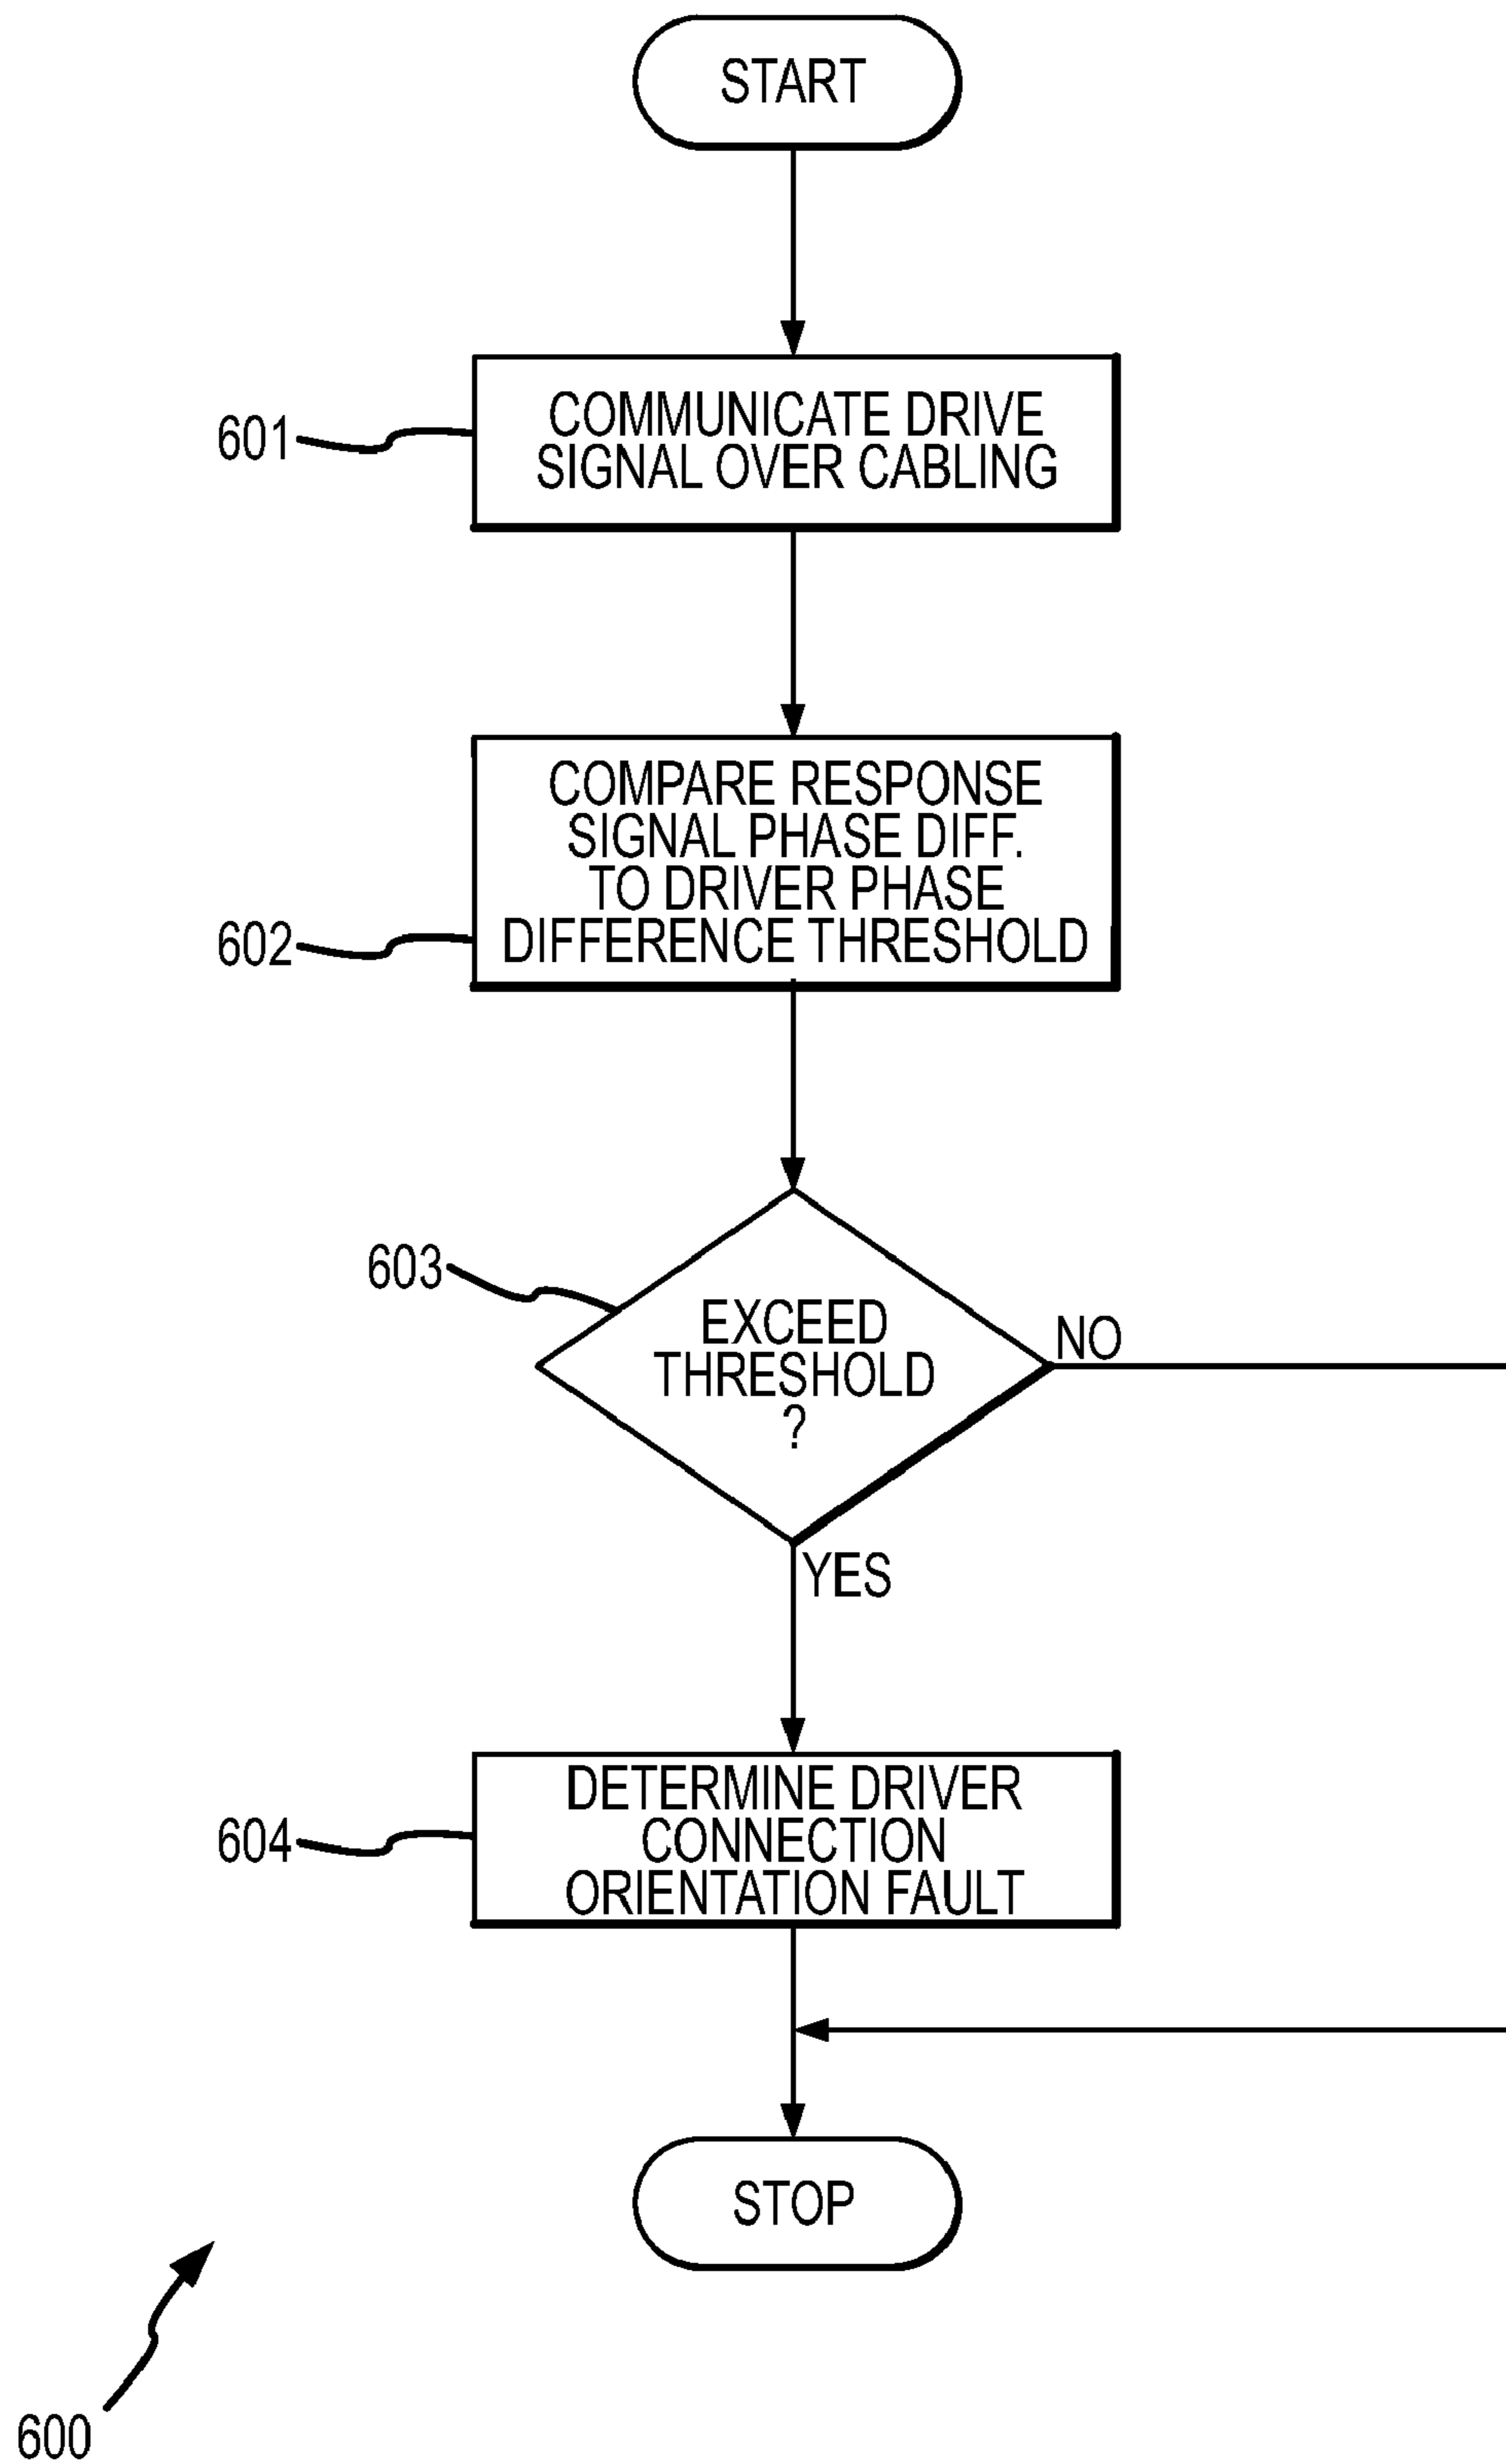 START
601
COMMUNICATE DRIVE
SIGNAL OVER CABLING
COMPARE RESPONSE
SIGNAL PHASE DIFF.
TO DRIVER PHASE
DIFFERENCE THRESHOLD
602
603
EXCEED
THRESHOLD
?
NO
YES
604
DETERMINE DRIVER
CONNECTION
ORIENTATION FAULT
STOP
600